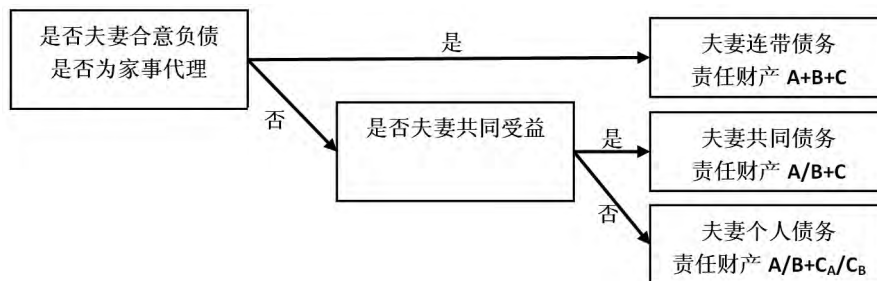 是否夫妻合意负债
是否为家事代理
是
夫妻连带债务
责任财产 A+B+C
否
是否夫妻共同受益
是
夫妻共同债务
责任财产 A/B+C
否
夫妻个人债务
责任财产 A/B+C_A/C_B